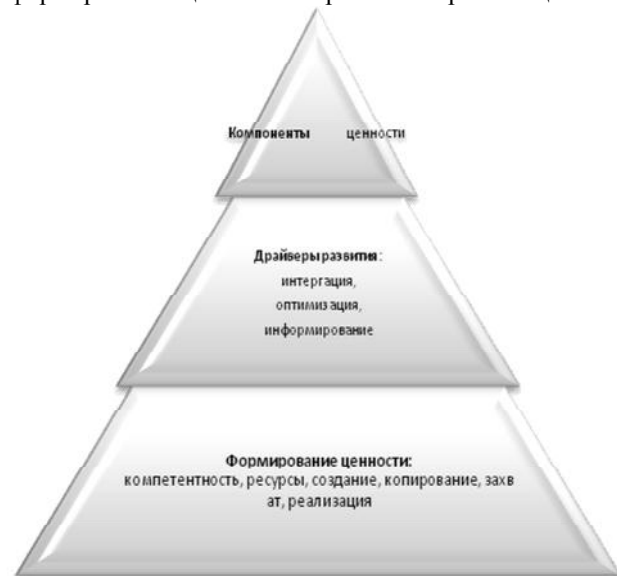 Компоненты ценности
Драйверы развития:
интергация,
оптимизация,
информирование
Формирование ценности:
компетентность, ресурсы, создание, копирование, захв
ат, реализация